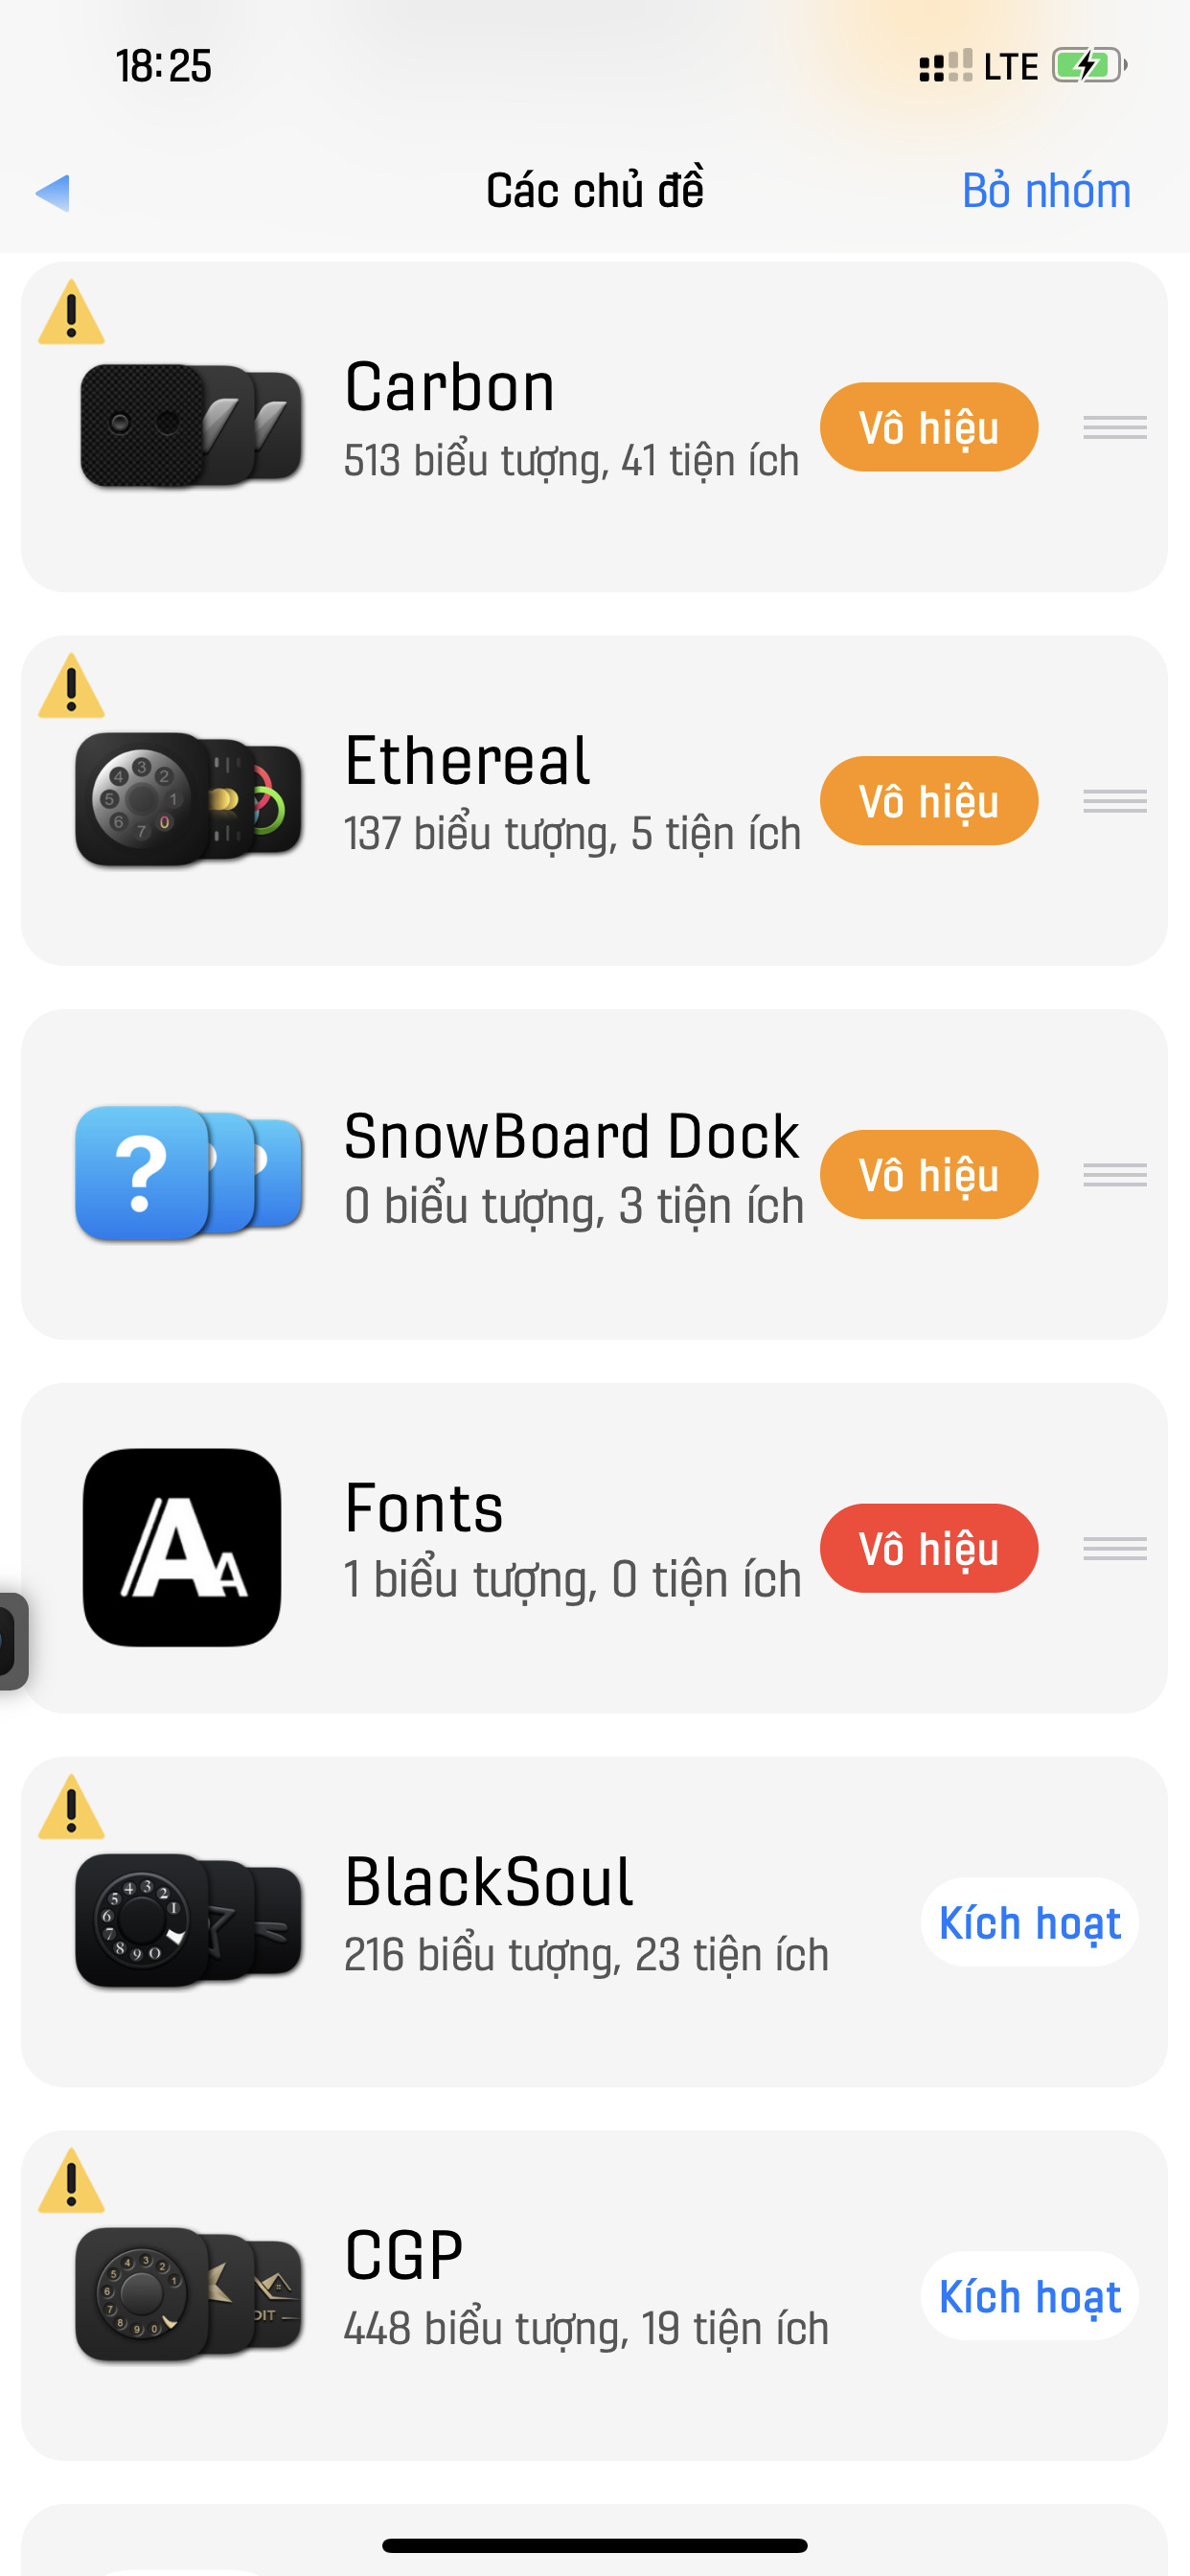 18:25
LTE
Các chủ đề
Bỏ nhóm
Carbon
513 biểu tượng, 41 tiện ích
Vô hiệu
Ethereal
137 biểu tượng, 5 tiện ích
Vô hiệu
SnowBoard Dock
0 biểu tượng, 3 tiện ích
Vô hiệu
Fonts
1 biểu tượng, 0 tiện ích
Vô hiệu
BlackSoul
216 biểu tượng, 23 tiện ích
Kích hoạt
CGP
448 biểu tượng, 19 tiện ích
Kích hoạt